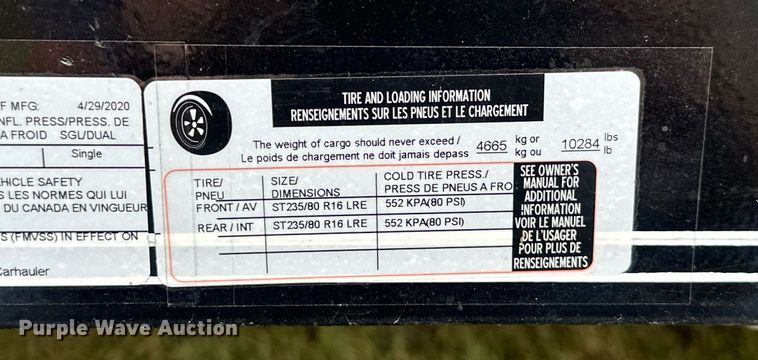 F MFG: 4/29/2020
NFL. PRESS/PRESS. DE
A FROID SGL/DUAL
Single
EHICLE SAFETY
S LES NORMES QUI LUI
DU CANADA EN VINGUEUR
S (FMVSS) IN EFFECT ON
Carhauler
TIRE AND LOADING INFORMATION
RENSEIGNEMENTS SUR LES PNEUS ET LE CHARGEMENT
The weight of cargo should never exceed / 4665 kg or 10284 lbs
Le poids de chargement ne doit jamais depass kg ou lb
TIRE/ SIZE/ COLD TIRE PRESS./
PNEU DIMENSIONS PRESS DE PNEUS A FRO
FRONT / AV ST235/80 R16 LRE 552 KPA(80 PSI)
REAR / INT ST235/80 R16 LRE 552 KPA(80 PSI)
SEE OWNER'S
MANUAL FOR
ADDITIONAL
INFORMATION
VOIR LE MANUEL
DE L'USAGER
POUR PLUS DE
RENSEIGNEMENTS
Purple Wave Auction